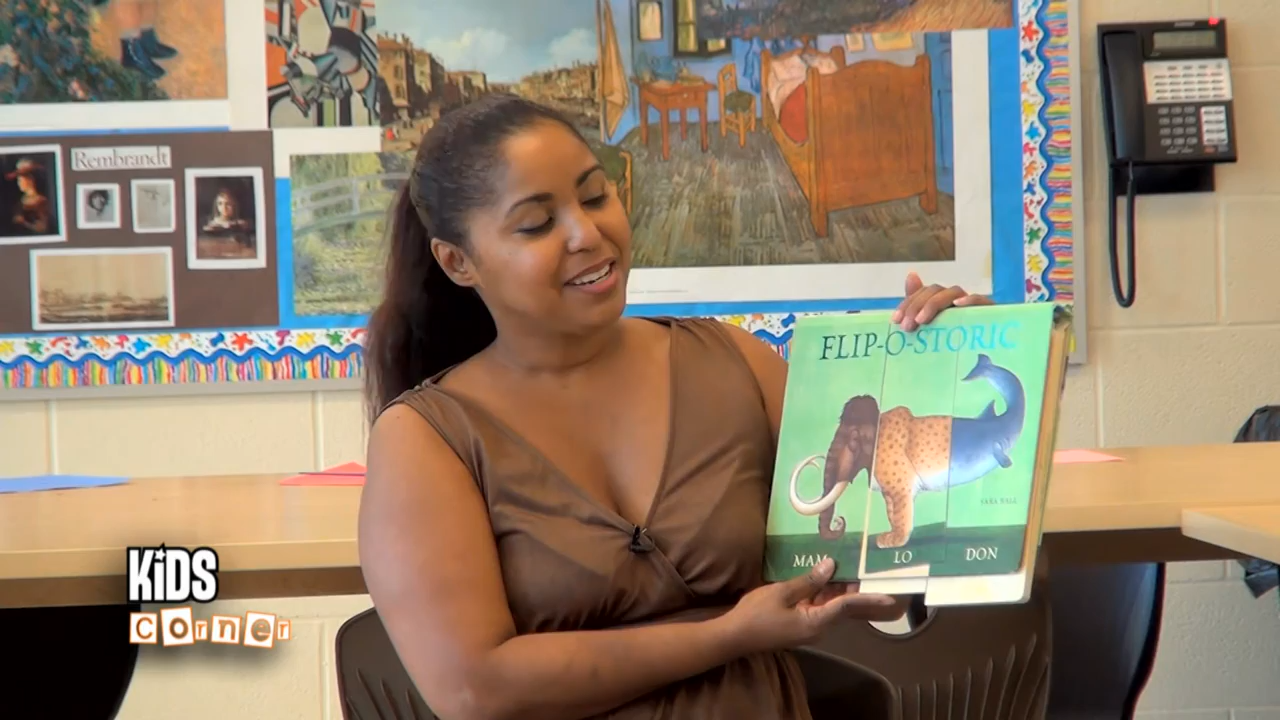 Rembrandt
FLIP-O-STORIC
SARA BALL
MAM LO DON
KiDS
corner